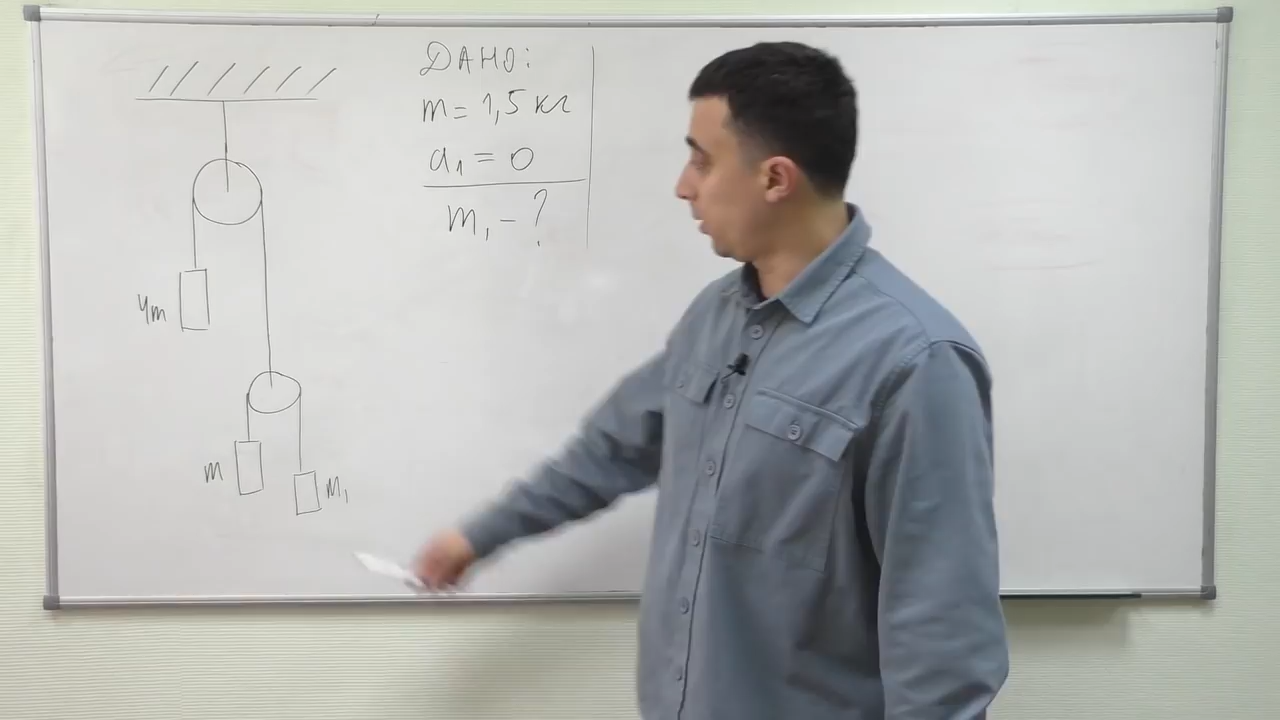 ДАНО:
m = 1,5 кг
a₁ = 0
m₁ - ?
4m
m
m₁